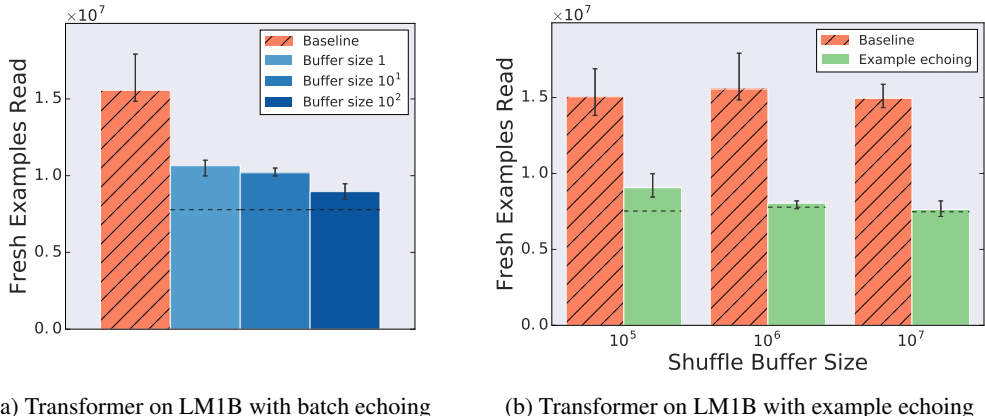 ×10⁷
Fresh Examples Read
1.5
1.0
0.5
0.0
Baseline
Buffer size 1
Buffer size 10¹
Buffer size 10²
a) Transformer on LM1B with batch echoing
×10⁷
Fresh Examples Read
1.5
1.0
0.5
0.0
Baseline
Example echoing
10⁵ 10⁶ 10⁷
Shuffle Buffer Size
(b) Transformer on LM1B with example echoing